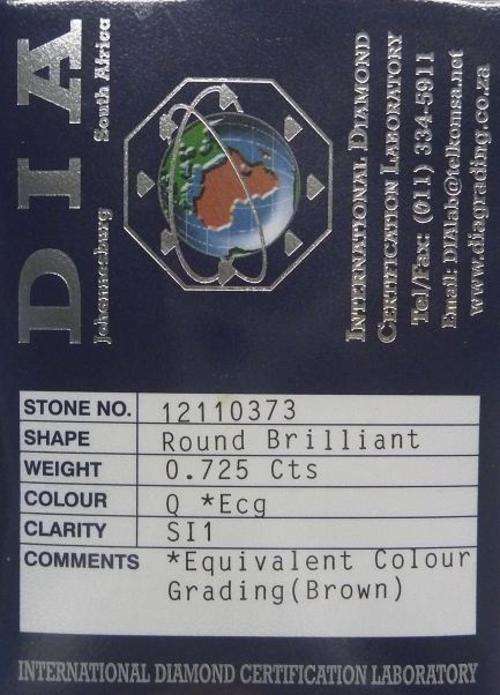 DIA
Johannesburg South Africa
INTERNATIONAL DIAMOND
CERTIFICATION LABORATORY
Tel/Fax: (011) 334-5911
Email: DIAlab@telkomsa.net
www.diagrading.co.za
STONE NO. 12110373
SHAPE Round Brilliant
WEIGHT 0.725 Cts
COLOUR Q *Ecg
CLARITY SI1
COMMENTS *Equivalent Colour
Grading(Brown)
INTERNATIONAL DIAMOND CERTIFICATION LABORATORY